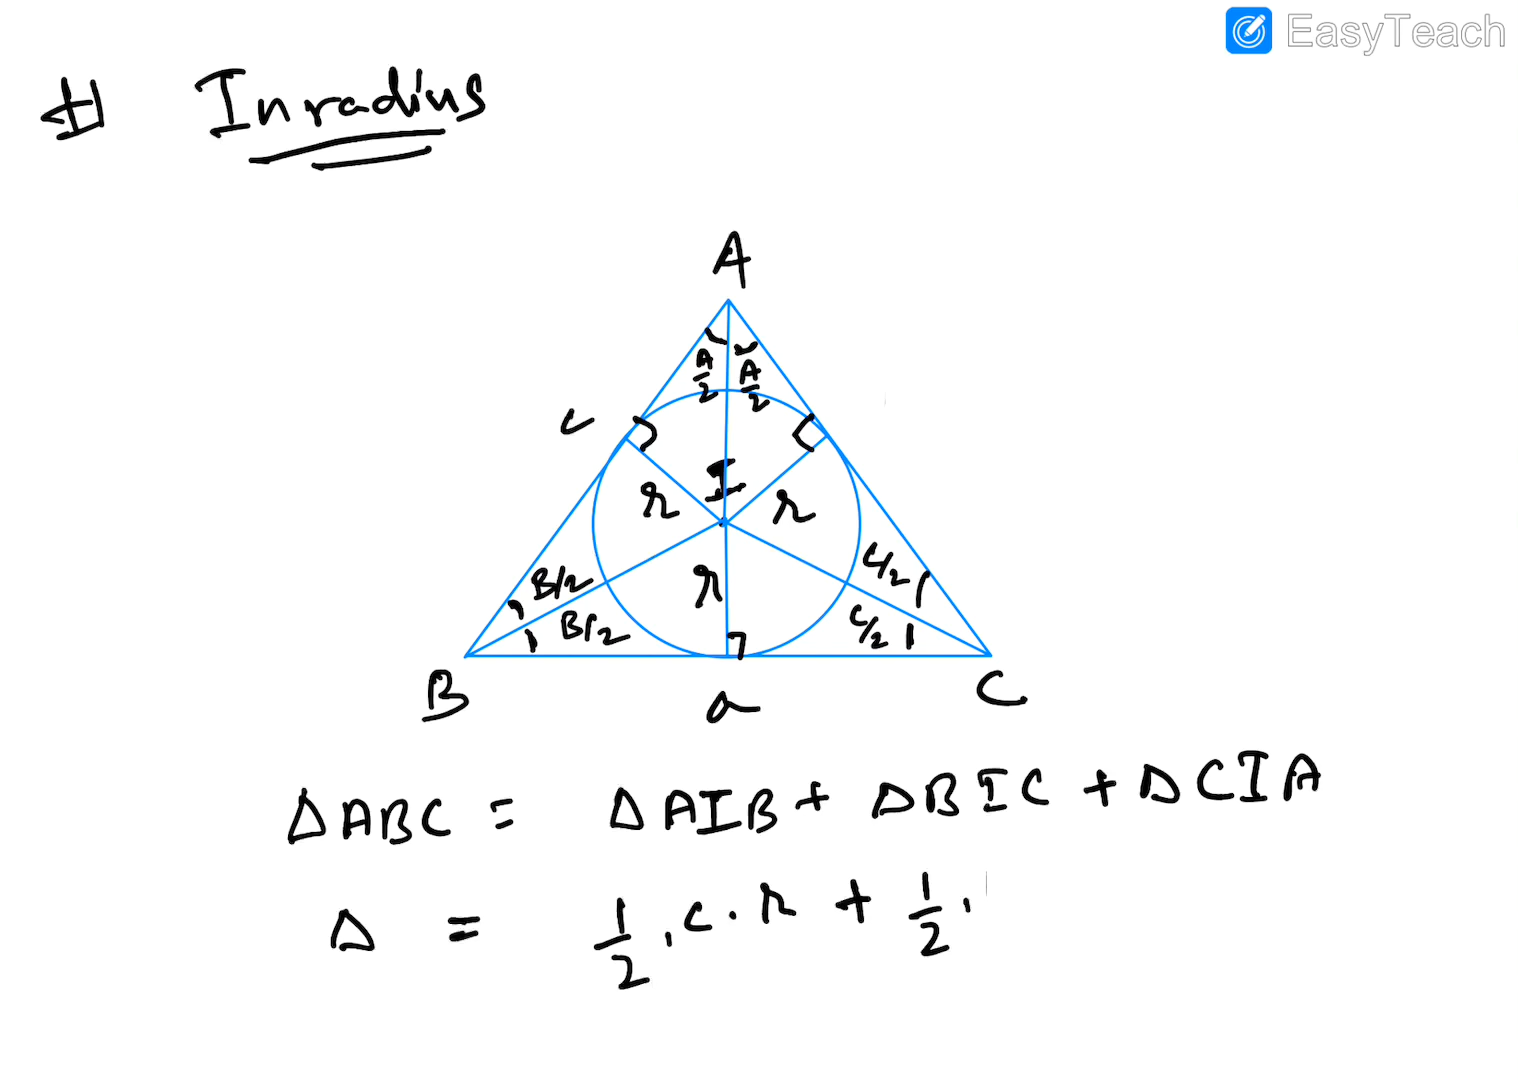 EasyTeach
# Inradius
A
A/2 A/2
c
I
r r
B/2 r C/2
B/2 C/2
B a C
ΔABC = ΔAIB + ΔBIC + ΔCIA
Δ = 1/2 . c . r + 1/2 .